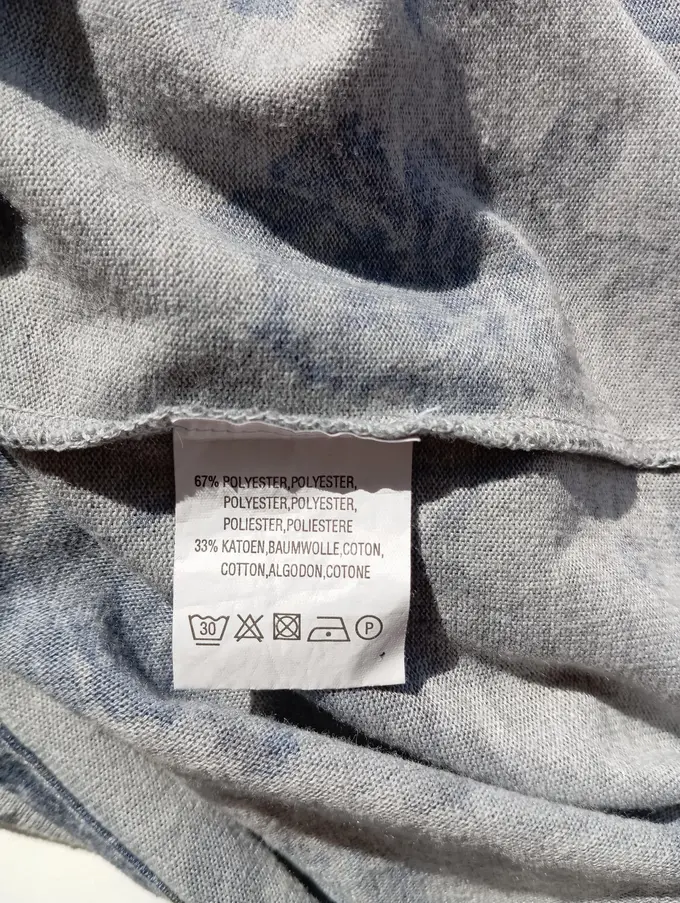 67% POLYESTER,POLYESTER,
POLYESTER,POLYESTER,
POLIESTER,POLIESTERE
33% KATOEN,BAUMWOLLE,COTON,
COTTON,ALGODON,COTONE
30 P